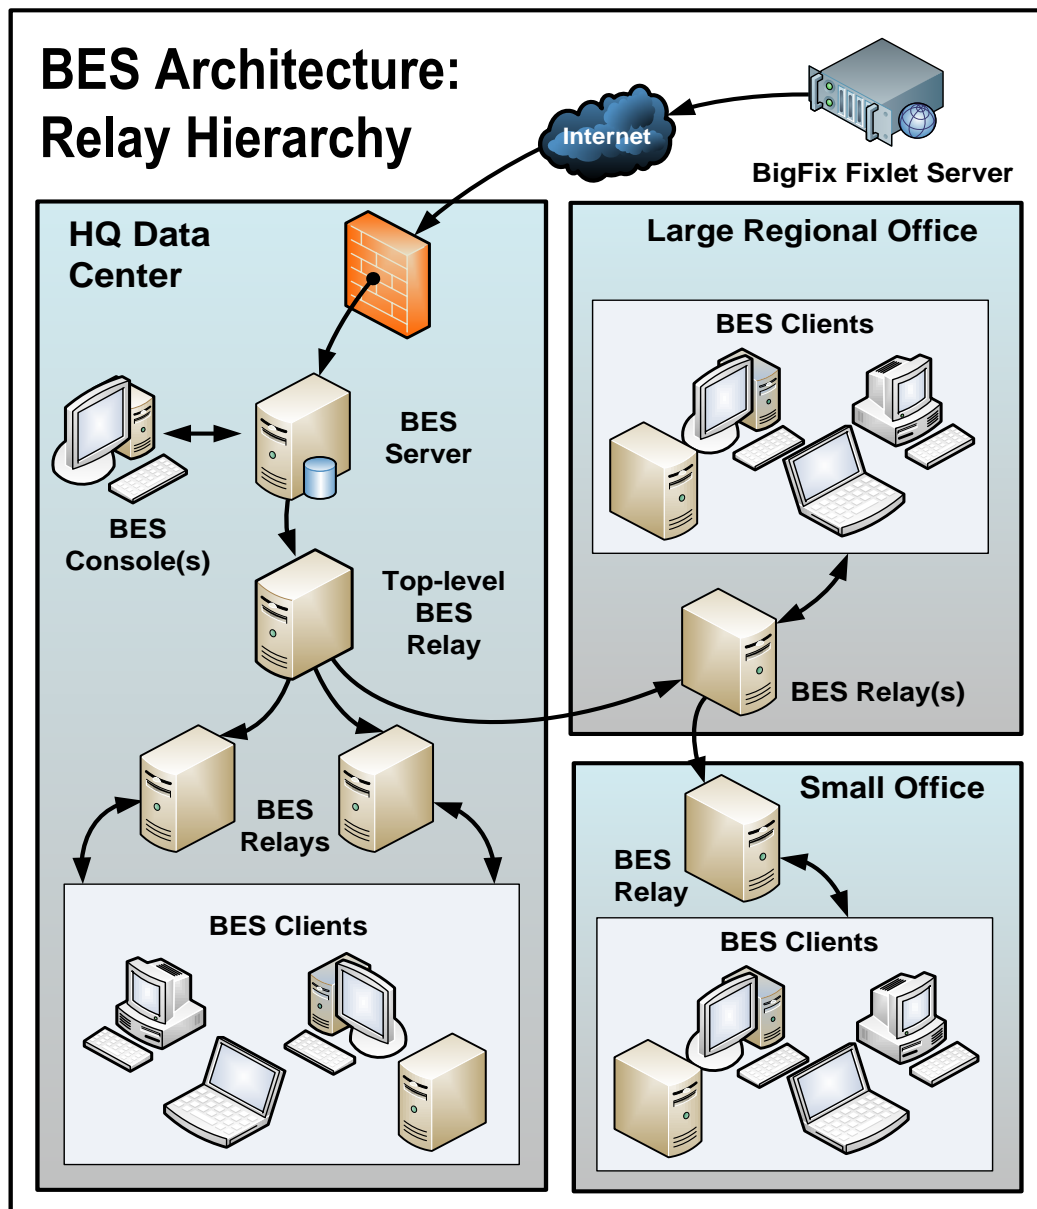 BES Architecture:
Relay Hierarchy
Internet
BigFix Fixlet Server
HQ Data
Center
BES
Server
BES
Console(s)
Top-level
BES
Relay
BES
Relays
BES Clients
Large Regional Office
BES Clients
BES Relay(s)
Small Office
BES
Relay
BES Clients